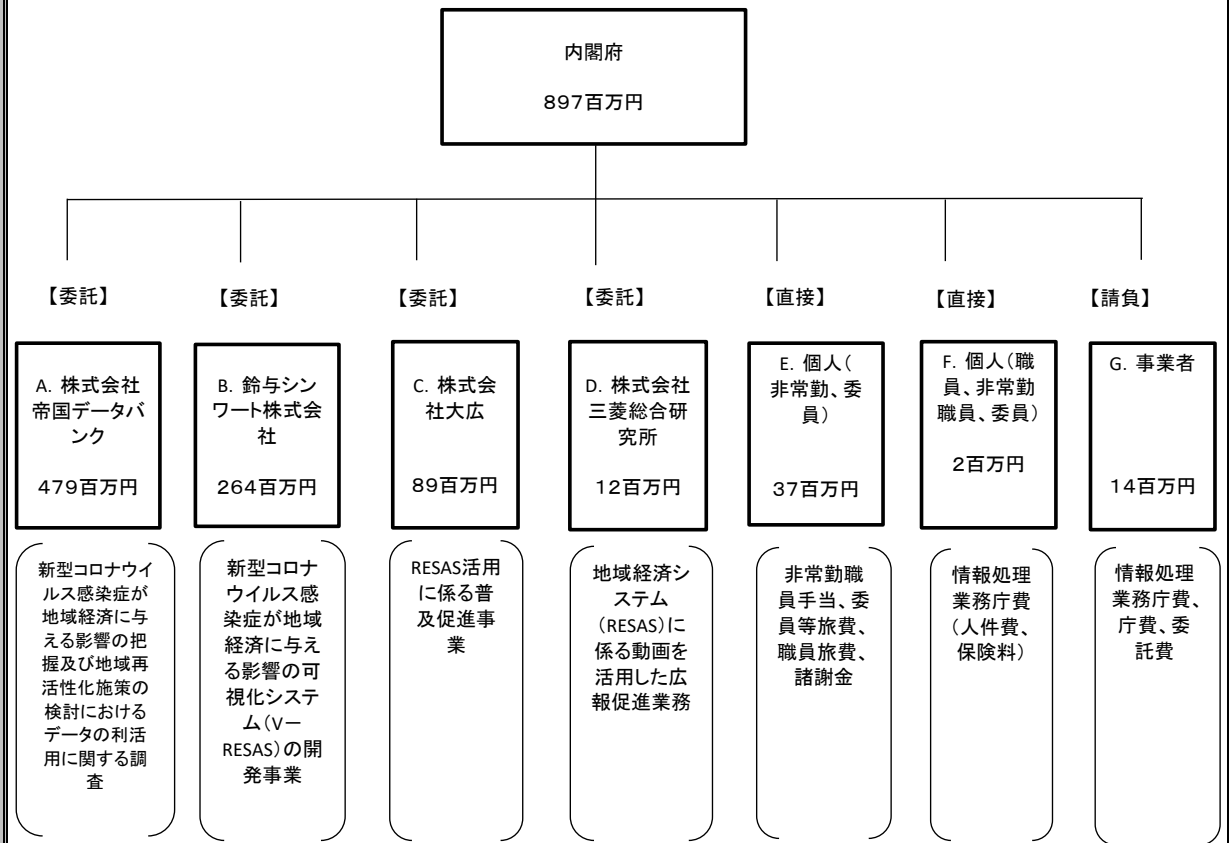 内閣府
897百万円
【委託】
【委託】
【委託】
【委託】
【直接】
【直接】
【請負】
A. 株式会社
帝国データバ
ンク
479百万円
B. 鈴与シン
ワート株式会
社
264百万円
C. 株式会
社大広
89百万円
D. 株式会社
三菱総合研
究所
12百万円
E. 個人(
非常勤、委
員)
37百万円
F. 個人(職
員、非常勤
職員、委員)
2百万円
G. 事業者
14百万円
新型コロナウイ
ルス感染症が
地域経済に与
える影響の把
握及び地域再
活性化施策の
検討における
データの利活
用に関する調
査
新型コロナ
ウイルス感
染症が地域
経済に与え
る影響の可
視化システ
ム(V-
RESAS)の開
発事業
RESAS活用
に係る普
及促進事
業
地域経済シ
ステム
(RESAS)に
係る動画を
活用した広
報促進業務
非常勤職
員手当、委
員等旅費、
職員旅費、
諸謝金
情報処理
業務庁費
(人件費、
保険料)
情報処理
業務庁費、
庁費、委
託費